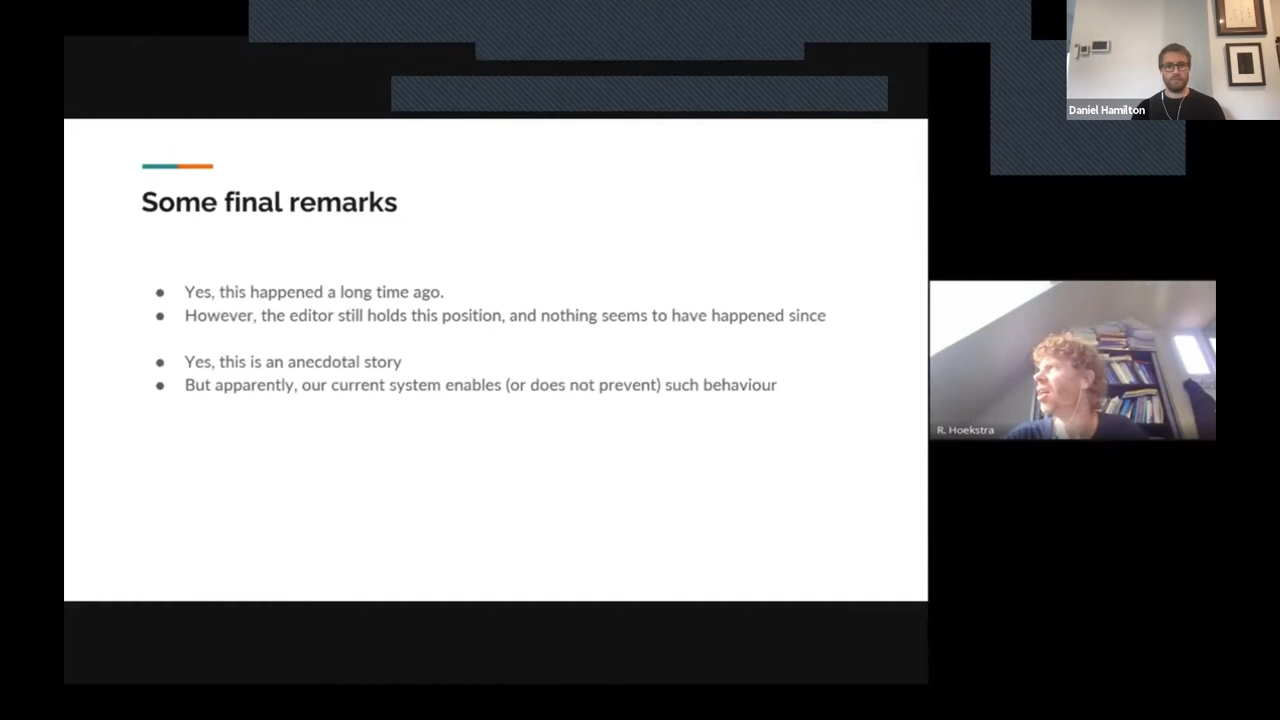 Daniel Hamilton
Some final remarks
● Yes, this happened a long time ago.
● However, the editor still holds this position, and nothing seems to have happened since
● Yes, this is an anecdotal story
● But apparently, our current system enables (or does not prevent) such behaviour
R. Hoekstra